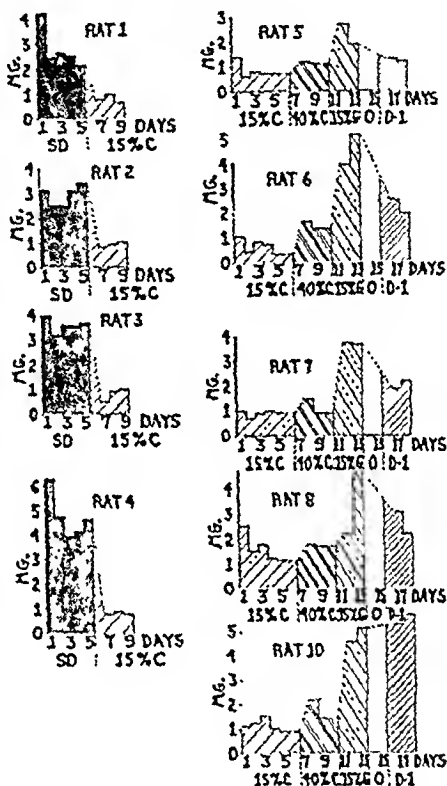 RAT 1
MG.
4
3
2
1
0
1 3 5 7 9 DAYS
SD 15%C
RAT 2
MG.
4
3
2
1
0
1 3 5 7 9 DAYS
SD 15%C
RAT 3
MG.
4
3
2
1
0
1 3 5 7 9 DAYS
SD 15%C
RAT 4
MG.
6
5
4
3
2
1
0
1 3 5 7 9 DAYS
SD 15%C
RAT 5
MG.
3
2
1
0
1 3 5 7 9 11 13 15 17 DAYS
15%C 40%C 15%G O D-1
RAT 6
MG.
5
4
3
2
1
0
1 3 5 7 9 11 13 15 17 DAYS
15%C 40%C 15%G O D-1
RAT 7
MG.
4
3
2
1
0
1 3 5 7 9 11 13 15 17 DAYS
15%C 40%C 15%G O D-1
RAT 8
MG.
4
3
2
1
0
1 3 5 7 9 11 13 15 17 DAYS
15%C 40%C 15%G O D-1
RAT 10
MG.
5
4
3
2
1
0
1 3 5 7 9 11 13 15 17 DAYS
15%C 40%C 15%G O D-1